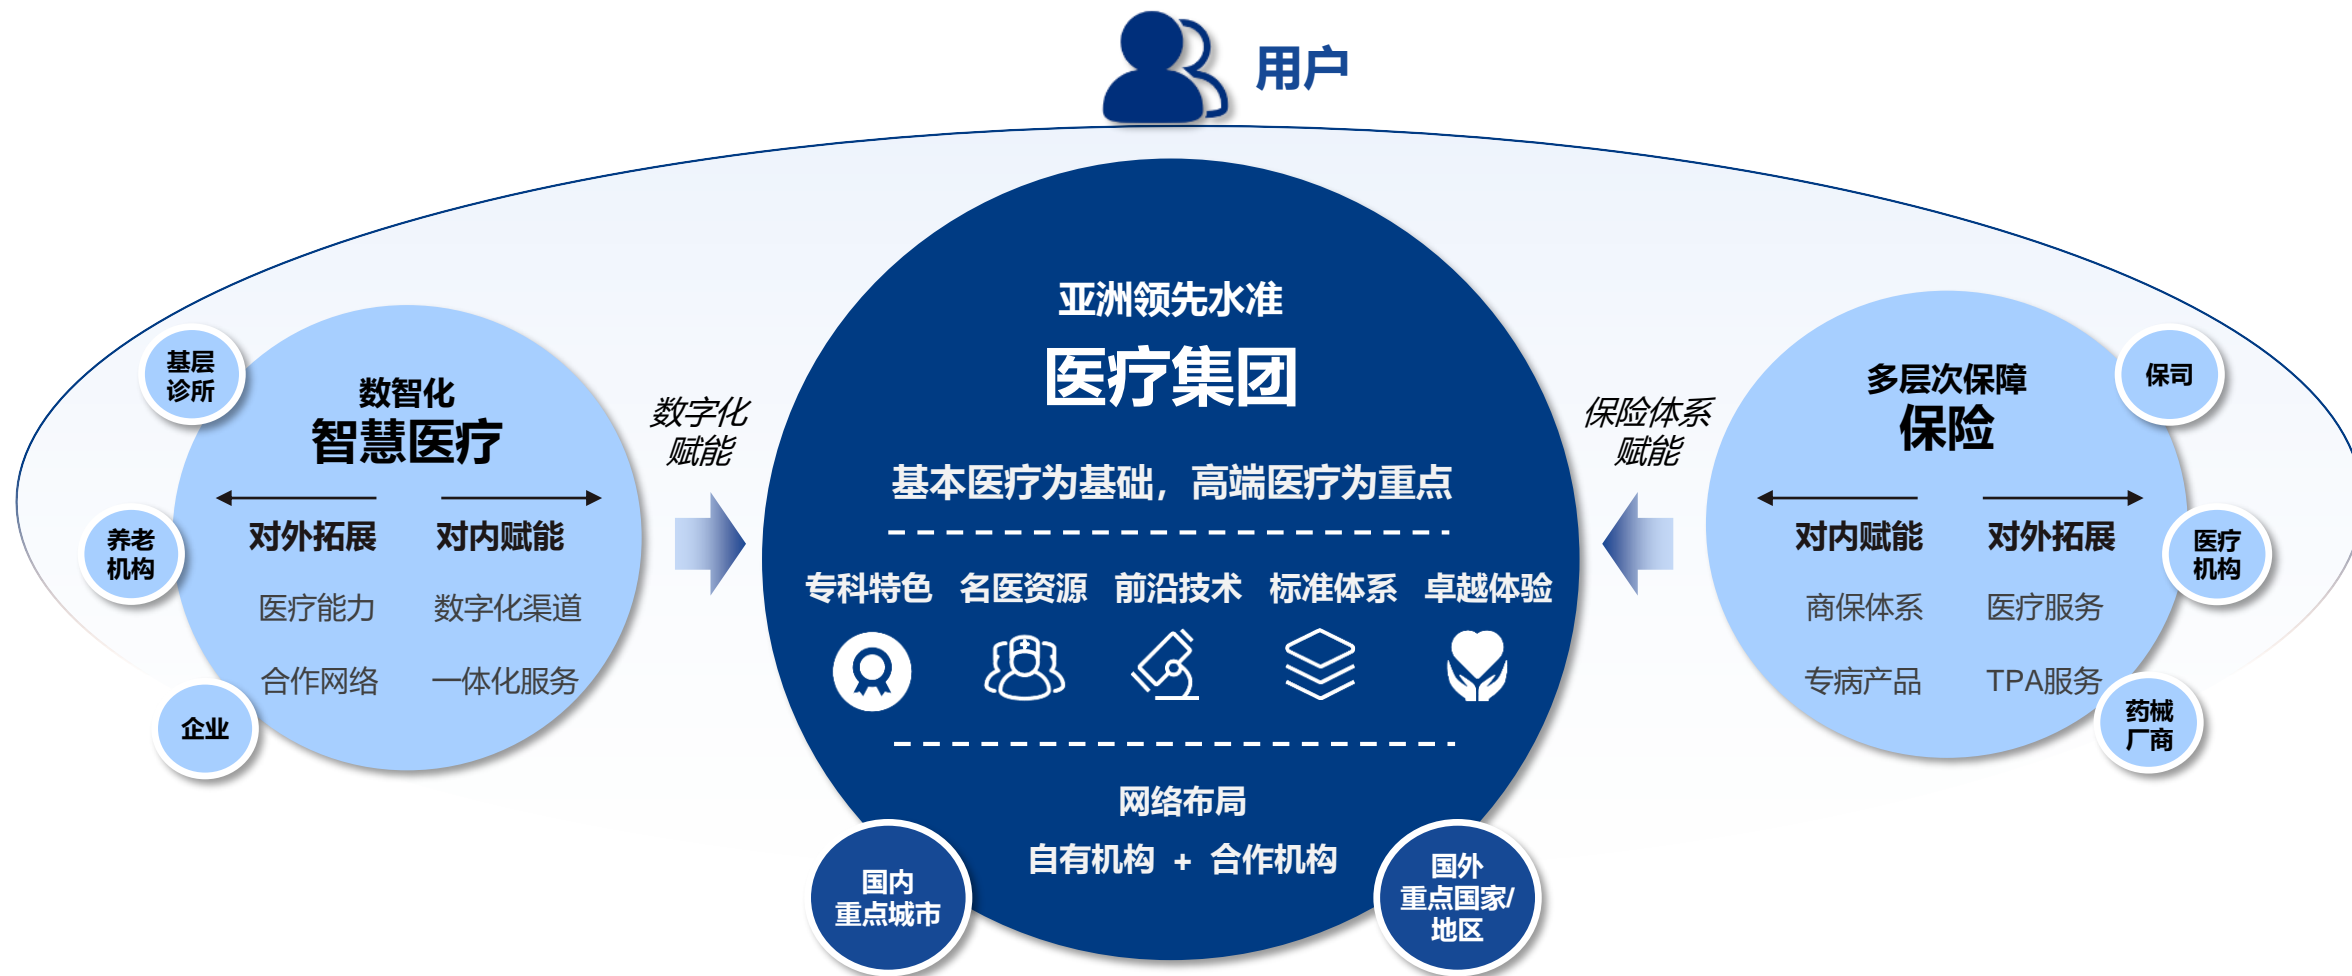 用户
基层
诊所
养老
机构
企业
数智化
智慧医疗
对外拓展
对内赋能
医疗能力
数字化渠道
合作网络
一体化服务
数字化
赋能
亚洲领先水准
医疗集团
基本医疗为基础，高端医疗为重点
专科特色 名医资源 前沿技术 标准体系 卓越体验
网络布局
自有机构 + 合作机构
国内
重点城市
国外
重点国家/
地区
保险体系
赋能
多层次保障
保险
对内赋能
对外拓展
商保体系
医疗服务
专病产品
TPA服务
保司
医疗
机构
药械
厂商